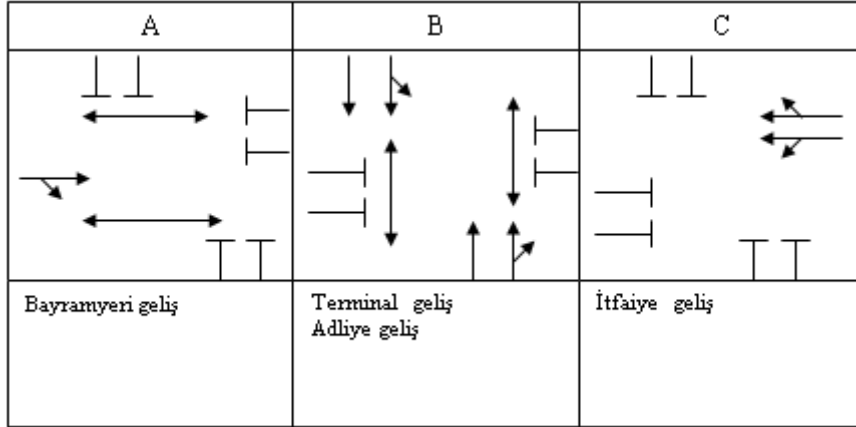 A B C
Bayramyeri geliş
Terminal geliş
Adliye geliş
İtfaiye geliş